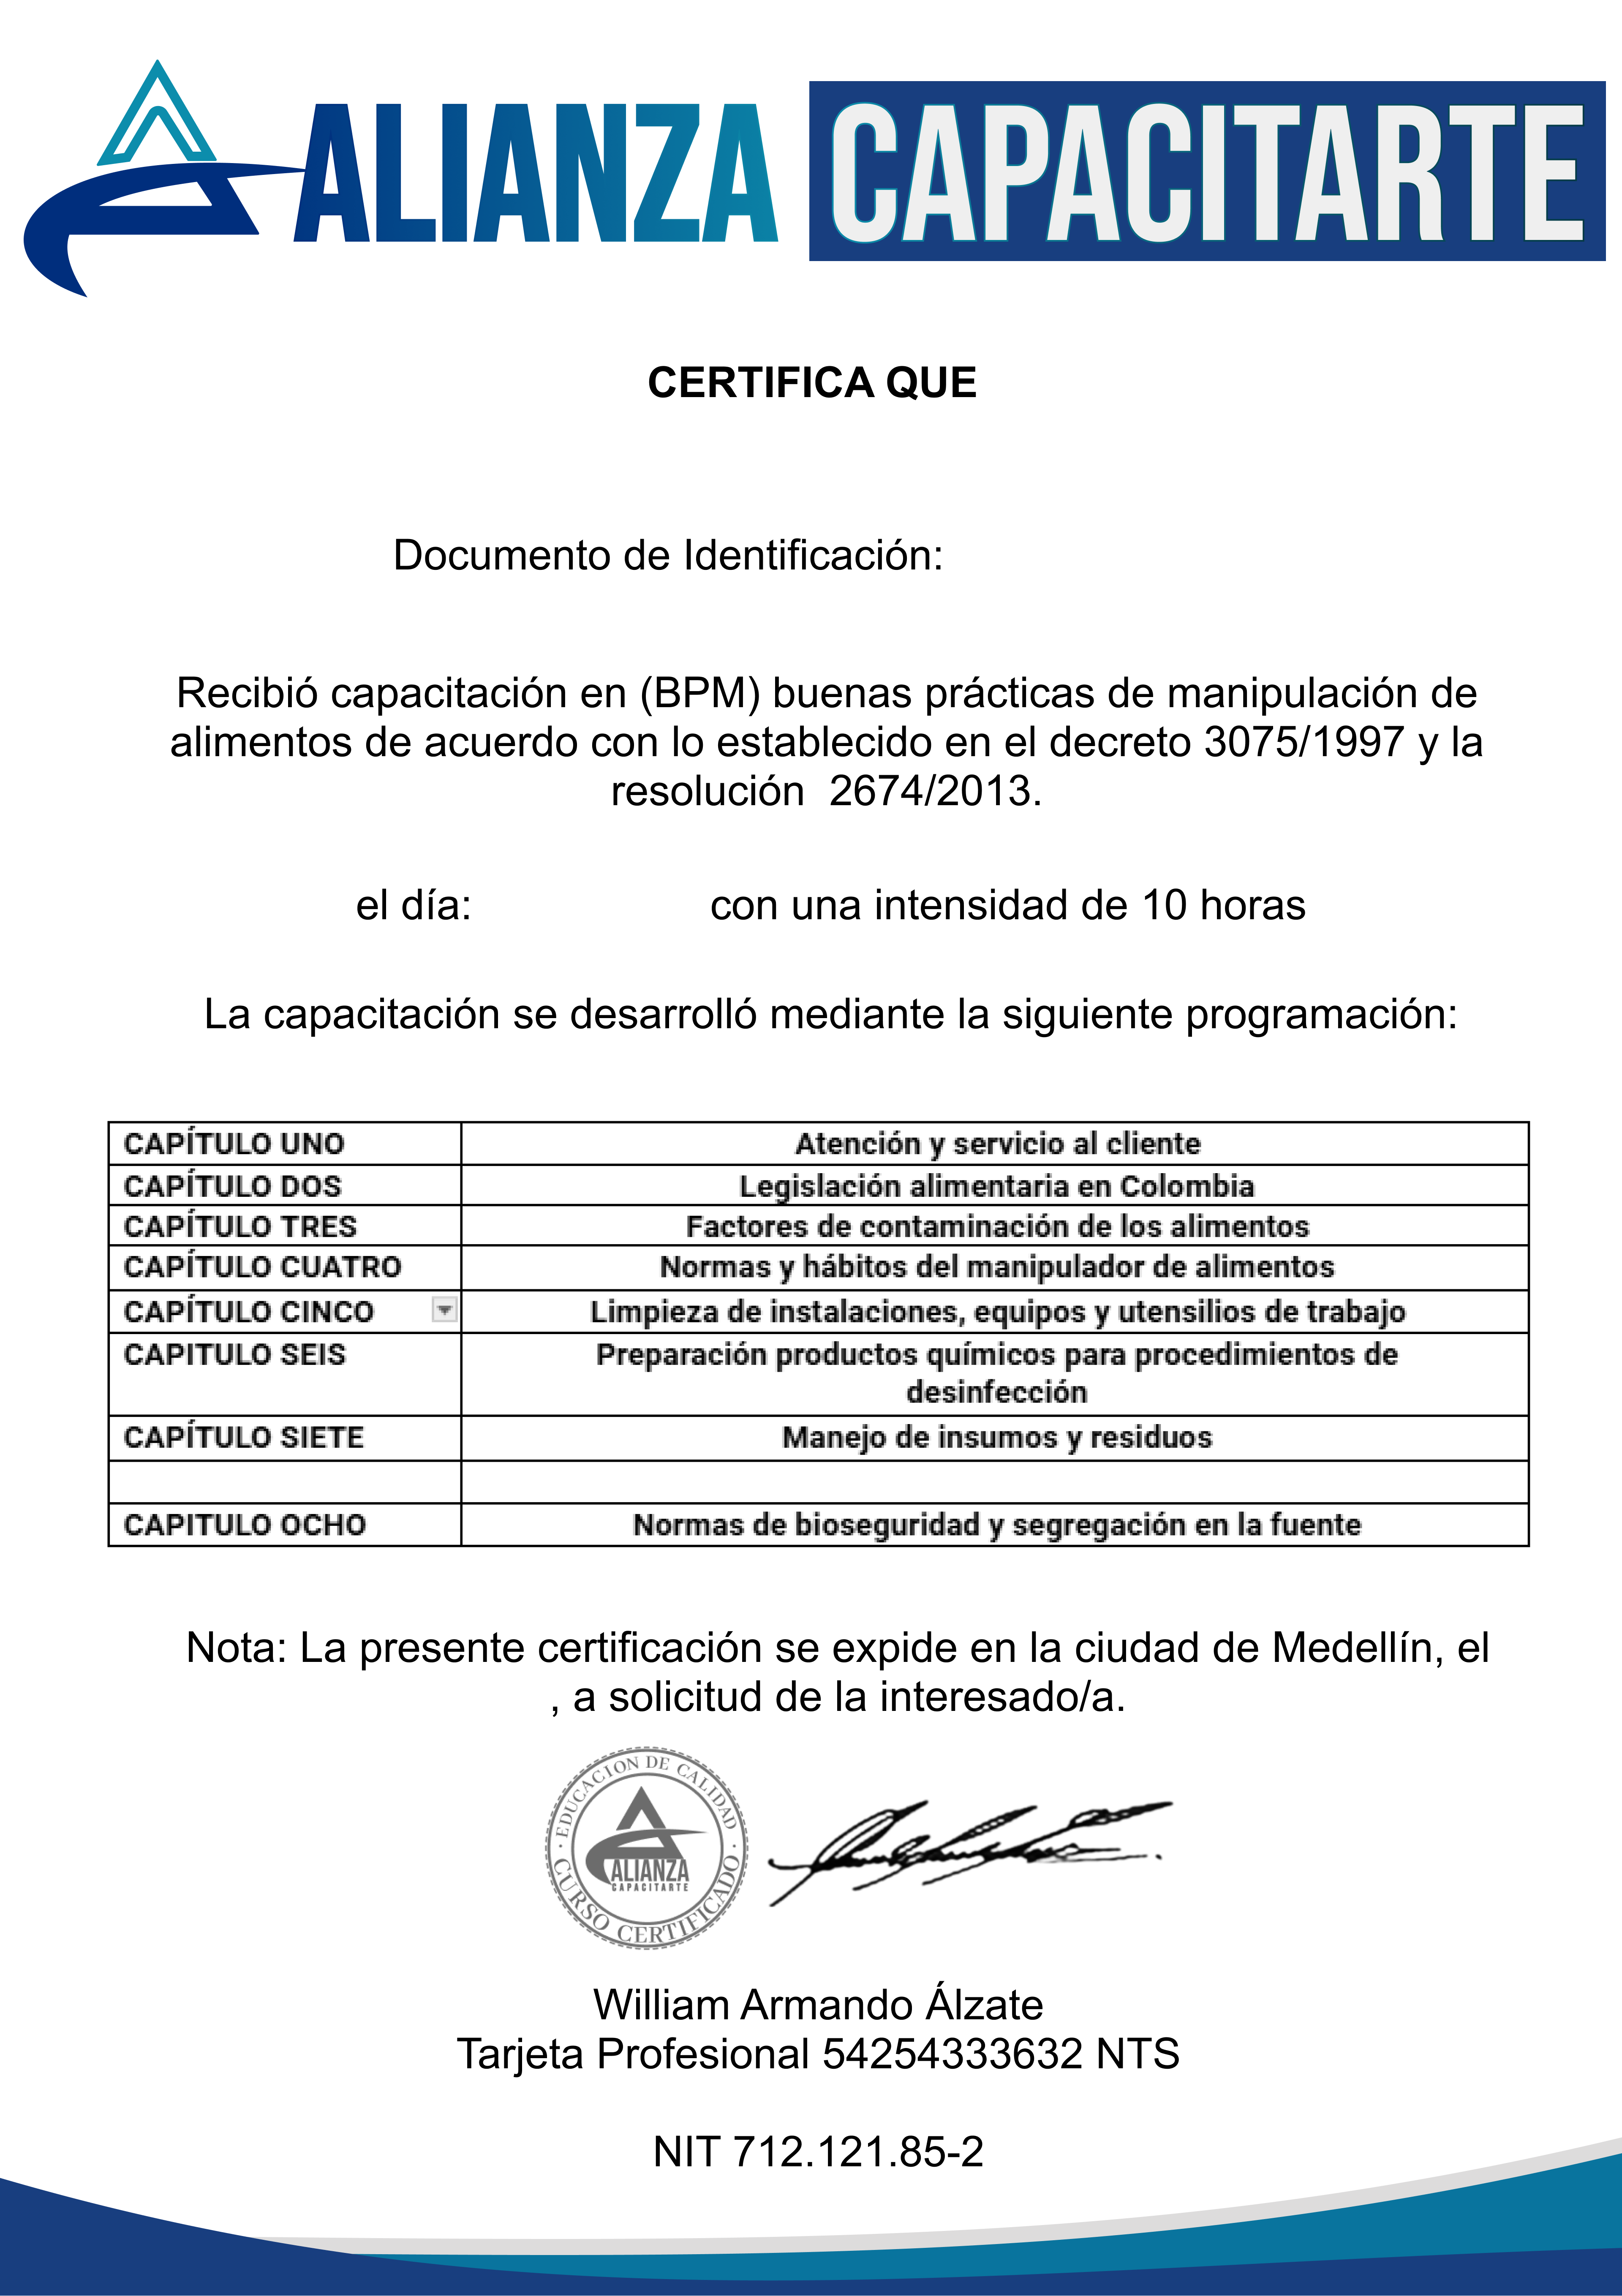 ALIANZA CAPACITARTE
CERTIFICA QUE
Documento de Identificación:
Recibió capacitación en (BPM) buenas prácticas de manipulación de
alimentos de acuerdo con lo establecido en el decreto 3075/1997 y la
resolución 2674/2013.
el día: con una intensidad de 10 horas
La capacitación se desarrolló mediante la siguiente programación:
CAPÍTULO UNO Atención y servicio al cliente
CAPÍTULO DOS Legislación alimentaria en Colombia
CAPÍTULO TRES Factores de contaminación de los alimentos
CAPÍTULO CUATRO Normas y hábitos del manipulador de alimentos
CAPÍTULO CINCO Limpieza de instalaciones, equipos y utensilios de trabajo
CAPITULO SEIS Preparación productos químicos para procedimientos de
desinfección
CAPÍTULO SIETE Manejo de insumos y residuos
CAPITULO OCHO Normas de bioseguridad y segregación en la fuente
Nota: La presente certificación se expide en la ciudad de Medellín, el
, a solicitud de la interesado/a.
· EDUCACION DE CALIDAD ·
ALIANZA
CAPACITARTE
CURSO CERTIFICADO
William Armando Álzate
Tarjeta Profesional 54254333632 NTS
NIT 712.121.85-2